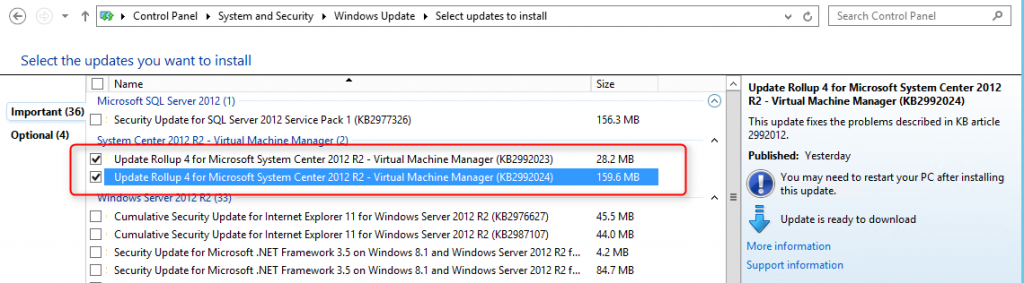 Control Panel ▸ System and Security ▸ Windows Update ▸ Select updates to install
Search Control Panel
Select the updates you want to install
Important (36)
Optional (4)
Name
Size
Microsoft SQL Server 2012 (1)
Security Update for SQL Server 2012 Service Pack 1 (KB2977326) 156.3 MB
System Center 2012 R2 - Virtual Machine Manager (2)
Update Rollup 4 for Microsoft System Center 2012 R2 - Virtual Machine Manager (KB2992023) 28.2 MB
Update Rollup 4 for Microsoft System Center 2012 R2 - Virtual Machine Manager (KB2992024) 159.6 MB
Windows Server 2012 R2 (33)
Cumulative Security Update for Internet Explorer 11 for Windows Server 2012 R2 (KB2976627) 45.5 MB
Cumulative Security Update for Internet Explorer 11 for Windows Server 2012 R2 (KB2987107) 44.0 MB
Security Update for Microsoft .NET Framework 3.5 on Windows 8.1 and Windows Server 2012 R2 f... 4.2 MB
Security Update for Microsoft .NET Framework 3.5 on Windows 8.1 and Windows Server 2012 R2 f... 84.7 MB
Update Rollup 4 for Microsoft System Center 2012
R2 - Virtual Machine Manager (KB2992024)
This update fixes the problems described in KB article
2992012.
Published: Yesterday
You may need to restart your PC after installing
this update.
Update is ready to download
More information
Support information